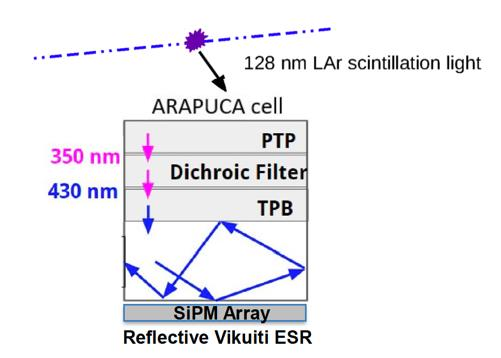 128 nm LAr scintillation light
ARAPUCA cell
PTP
350 nm
Dichroic Filter
430 nm
TPB
SiPM Array
Reflective Vikuiti ESR